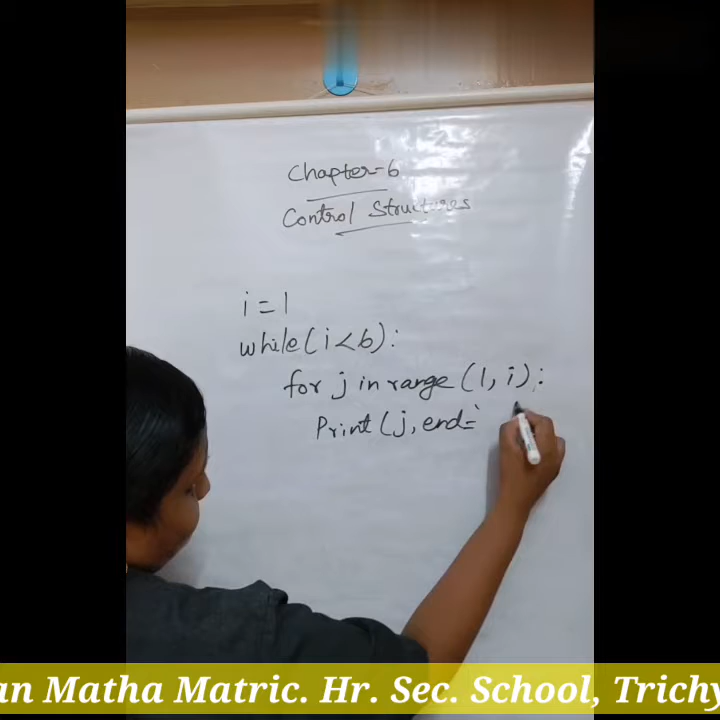 Chapter-6
Control Structures
i = 1
while(i<6):
for j in range (1, i):
Print (j, end='
an Matha Matric. Hr. Sec. School, Trichy